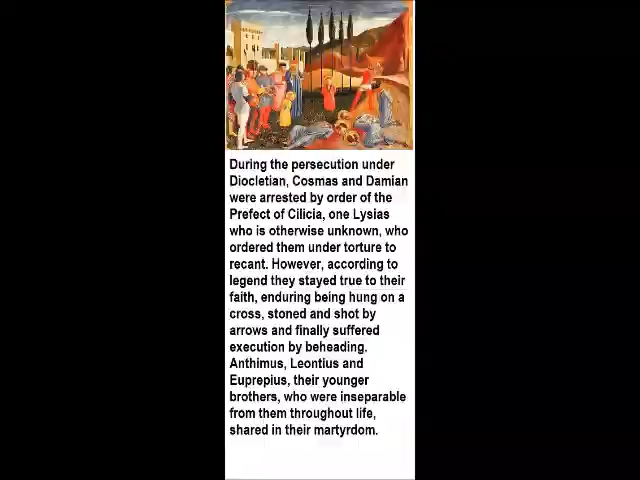 During the persecution under
Diocletian, Cosmas and Damian
were arrested by order of the
Prefect of Cilicia, one Lysias
who is otherwise unknown, who
ordered them under torture to
recant. However, according to
legend they stayed true to their
faith, enduring being hung on a
cross, stoned and shot by
arrows and finally suffered
execution by beheading.
Anthimus, Leontius and
Euprepius, their younger
brothers, who were inseparable
from them throughout life,
shared in their martyrdom.